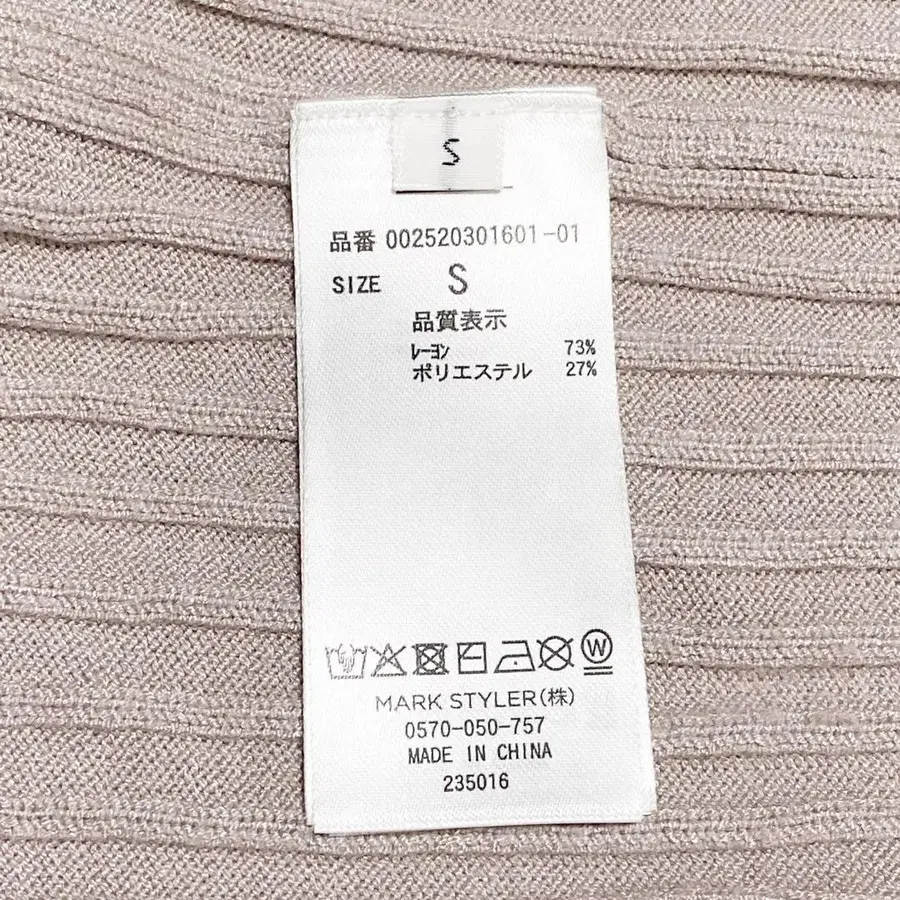 S
品番 002520301601-01
SIZE S
品質表示
ﾚｰﾖﾝ 73%
ポリエステル 27%
W
MARK STYLER(株)
0570-050-757
MADE IN CHINA
235016